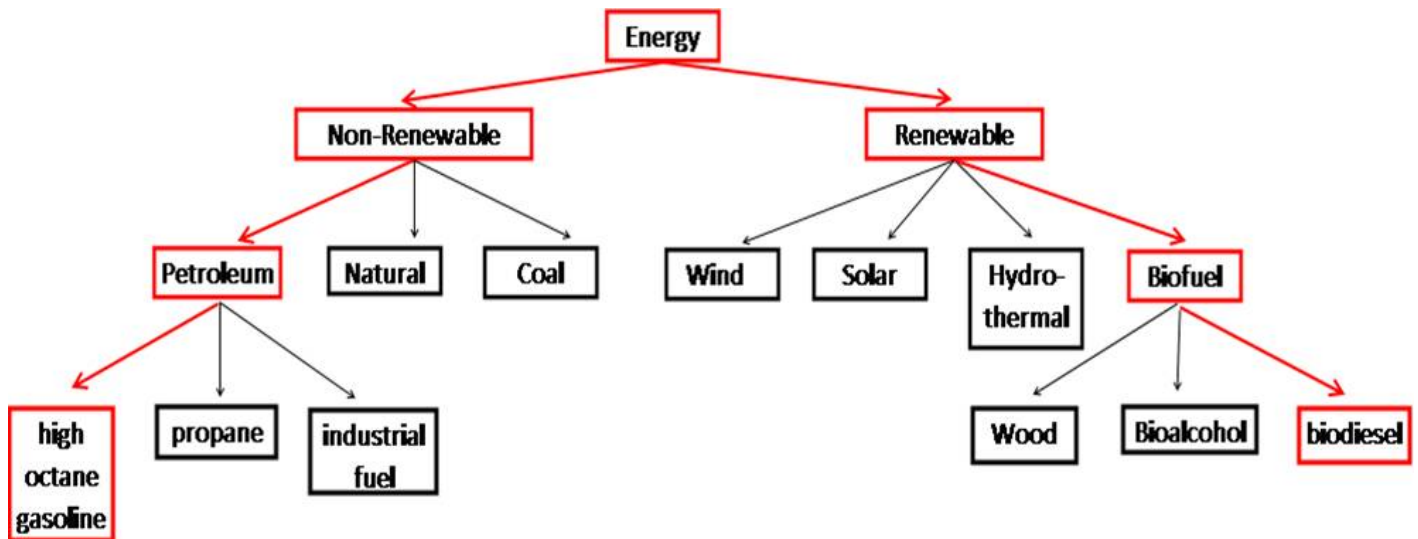 Energy
Non-Renewable
Renewable
Petroleum
Natural
Coal
Wind
Solar
Hydro-
thermal
Biofuel
high
octane
gasoline
propane
industrial
fuel
Wood
Bioalcohol
biodiesel